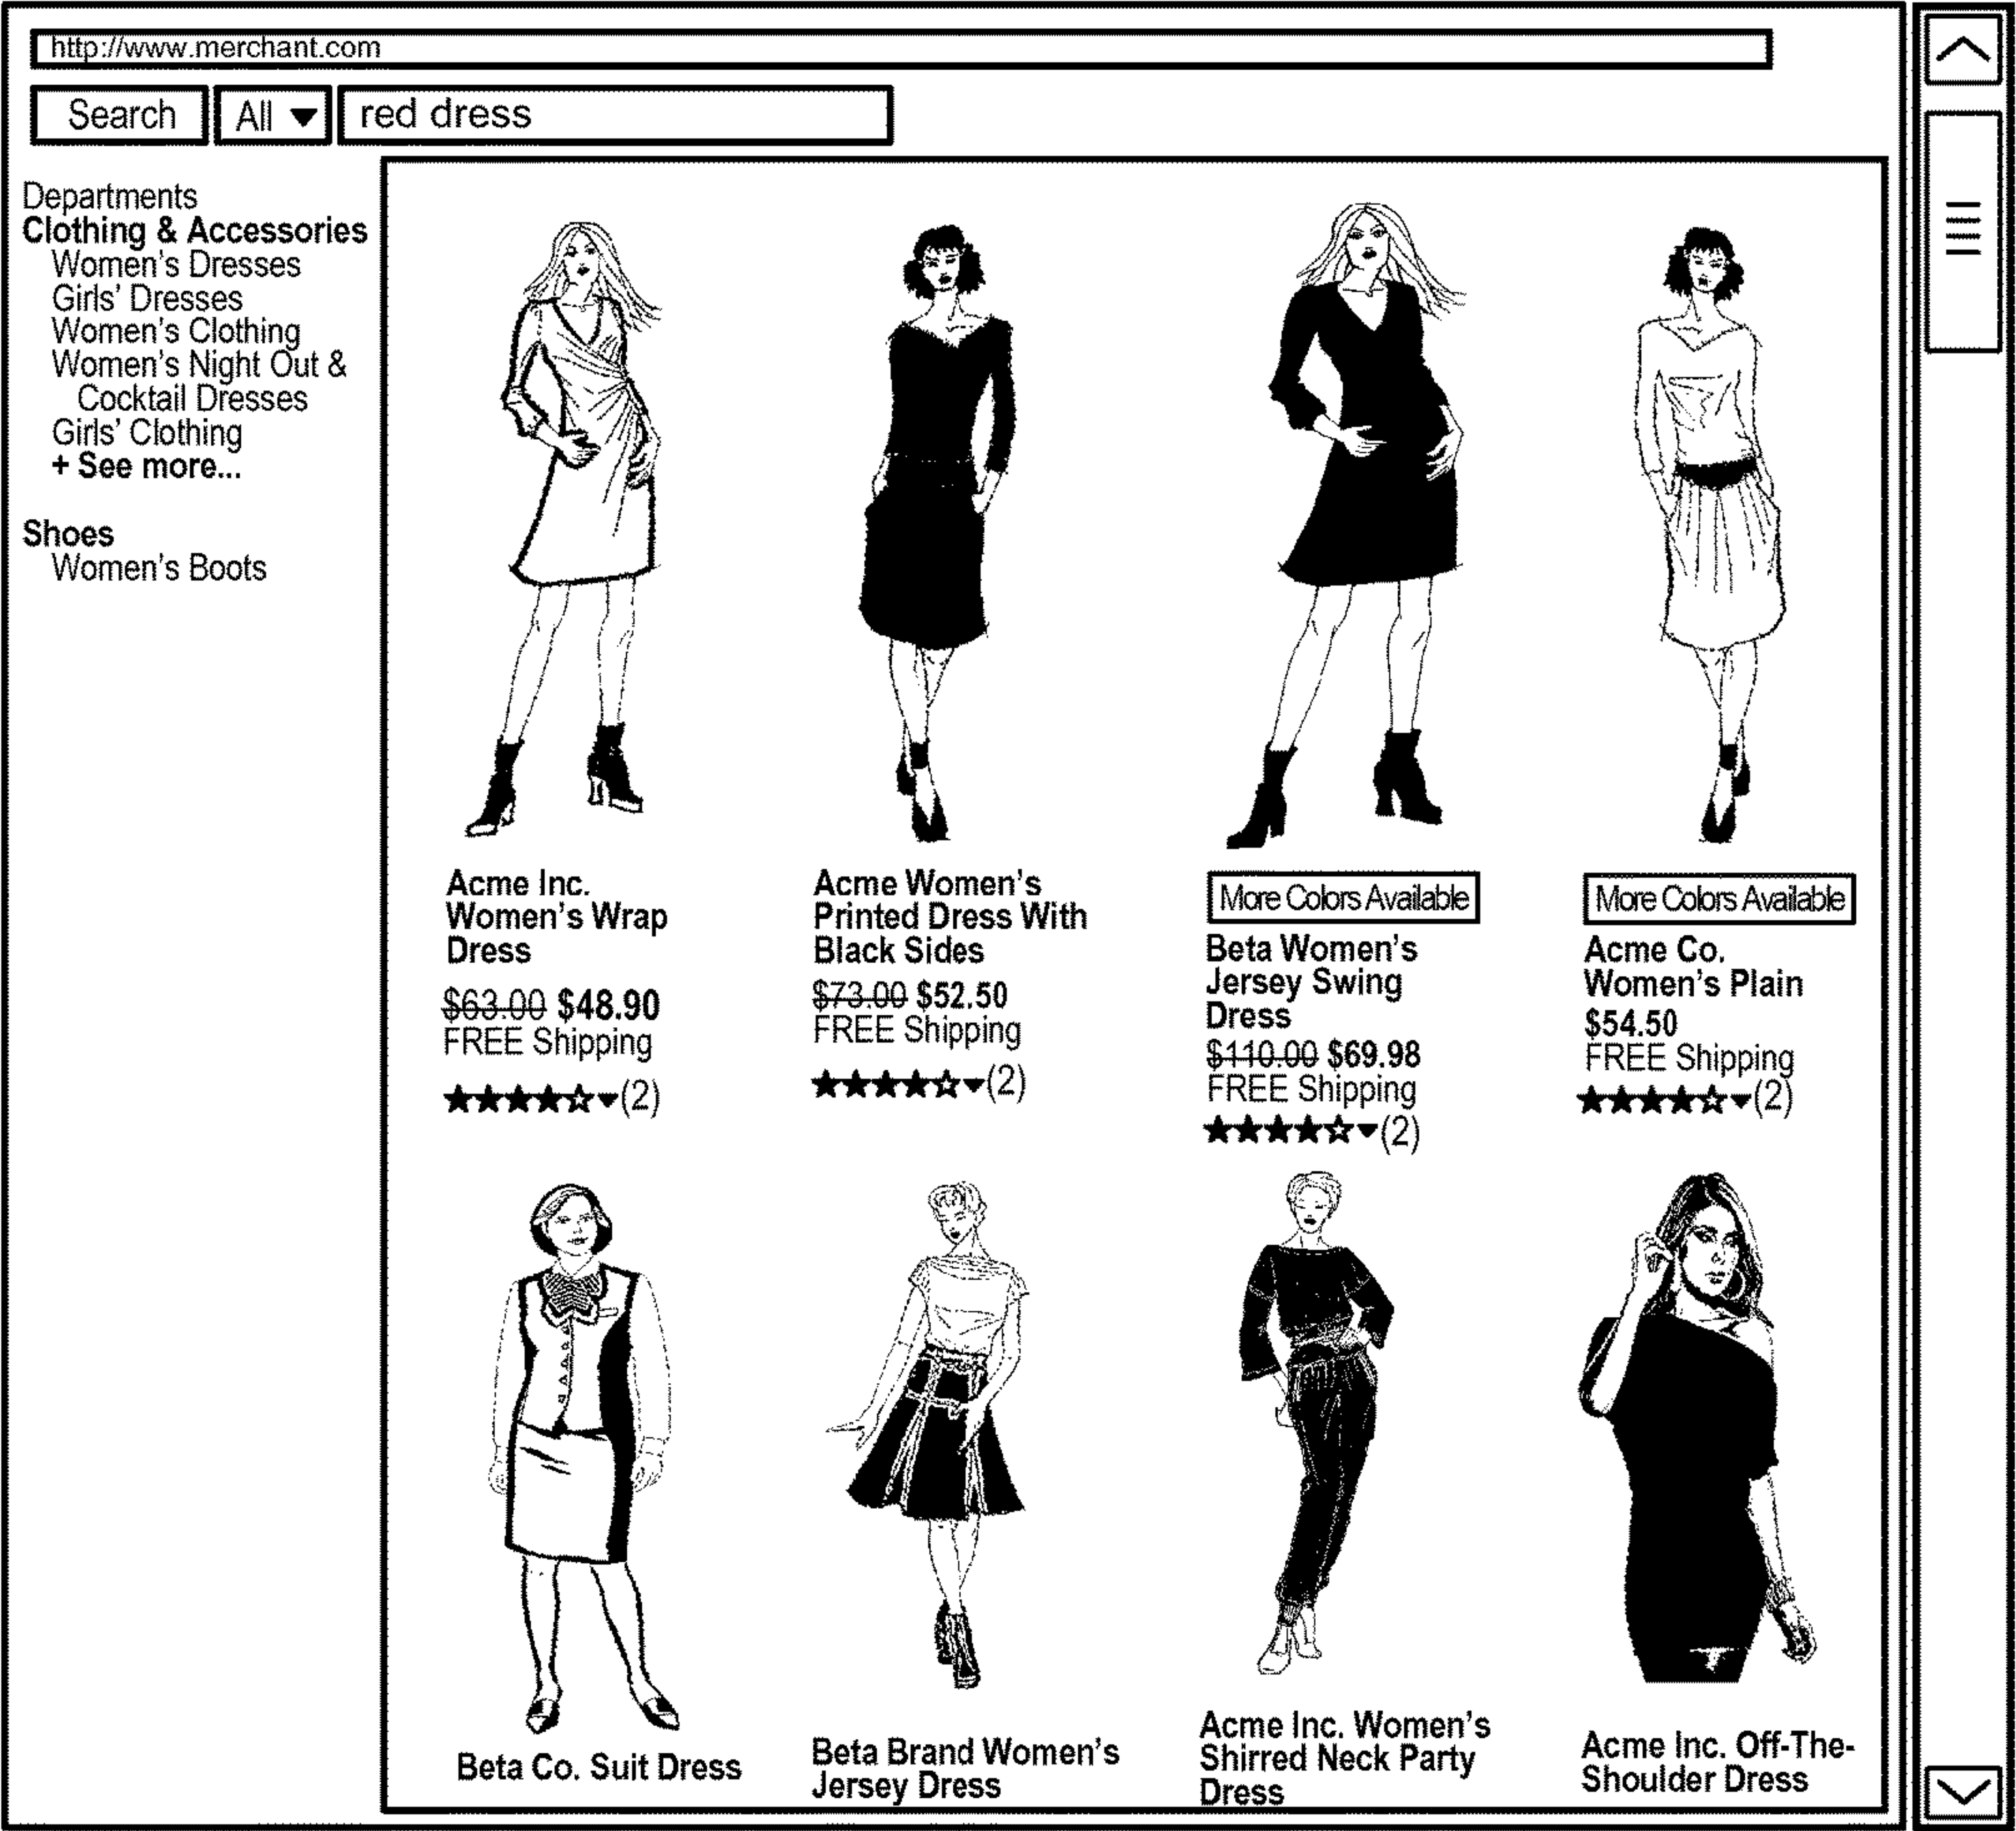 http://www.merchant.com
Search
All ▼
red dress
Departments
Clothing & Accessories
Women's Dresses
Girls' Dresses
Women's Clothing
Women's Night Out &
Cocktail Dresses
Girls' Clothing
+ See more...
Shoes
Women's Boots
Acme Inc.
Women's Wrap
Dress
$63.00 $48.90
FREE Shipping
★★★★☆▼(2)
Acme Women's
Printed Dress With
Black Sides
$73.00 $52.50
FREE Shipping
★★★★☆▼(2)
More Colors Available
Beta Women's
Jersey Swing
Dress
$110.00 $69.98
FREE Shipping
★★★★☆▼(2)
More Colors Available
Acme Co.
Women's Plain
$54.50
FREE Shipping
★★★★☆▼(2)
Beta Co. Suit Dress
Beta Brand Women's
Jersey Dress
Acme Inc. Women's
Shirred Neck Party
Dress
Acme Inc. Off-The-
Shoulder Dress